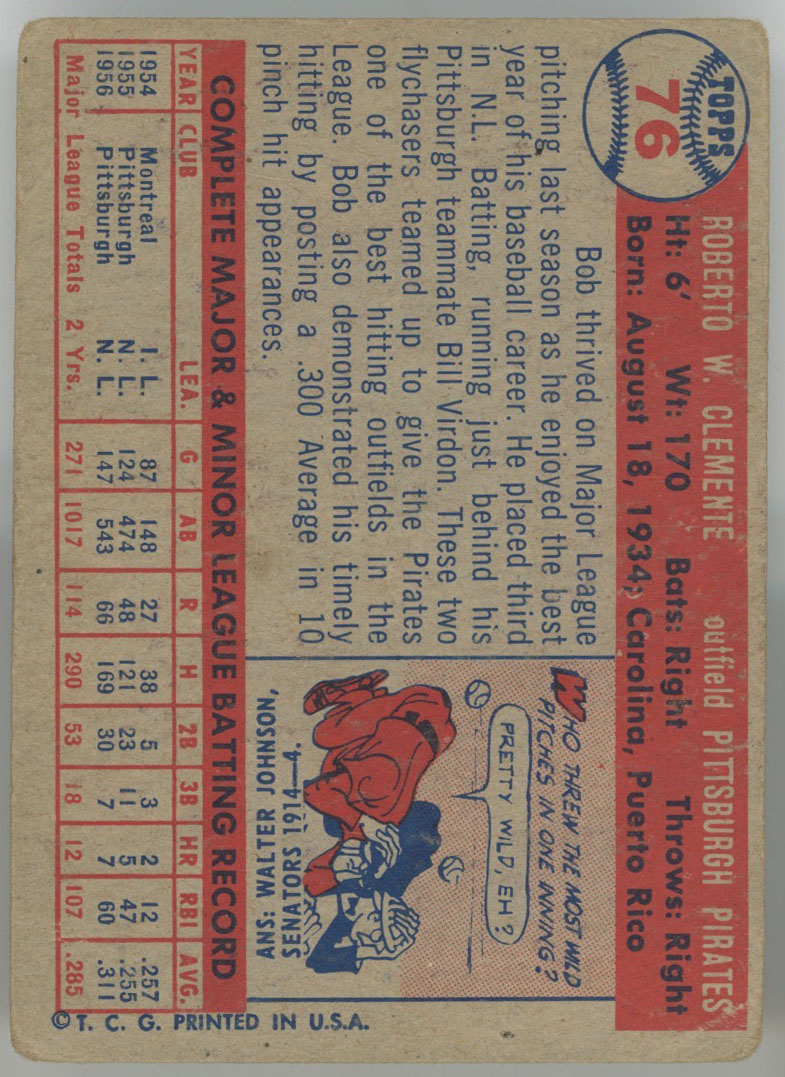 TOPPS
76
ROBERTO W. CLEMENTE outfield PITTSBURGH PIRATES
Ht: 6' Wt: 170 Bats: Right Throws: Right
Born: August 18, 1934, Carolina, Puerto Rico
Bob thrived on Major League
pitching last season as he enjoyed the best
year of his baseball career. He placed third
in N.L. Batting, running just behind his
Pittsburgh teammate Bill Virdon. These two
flychasers teamed up to give the Pirates
one of the best hitting outfields in the
League. Bob also demonstrated his timely
hitting by posting a .300 Average in 10
pinch hit appearances.
WHO THREW THE MOST WILD
PITCHES IN ONE INNING?
PRETTY WILD, EH?
ANS: WALTER JOHNSON,
SENATORS 1914—4.
COMPLETE MAJOR & MINOR LEAGUE BATTING RECORD
YEAR CLUB LEA. G AB R H 2B 3B HR RBI AVG.
1954 Montreal I. L. 87 148 27 38 5 3 2 12 .257
1955 Pittsburgh N. L. 124 474 48 121 23 11 5 47 .255
1956 Pittsburgh N. L. 147 543 66 169 30 7 7 60 .311
Major League Totals 2 Yrs. 271 1017 114 290 53 18 12 107 .285
© T. C. G. PRINTED IN U.S.A.